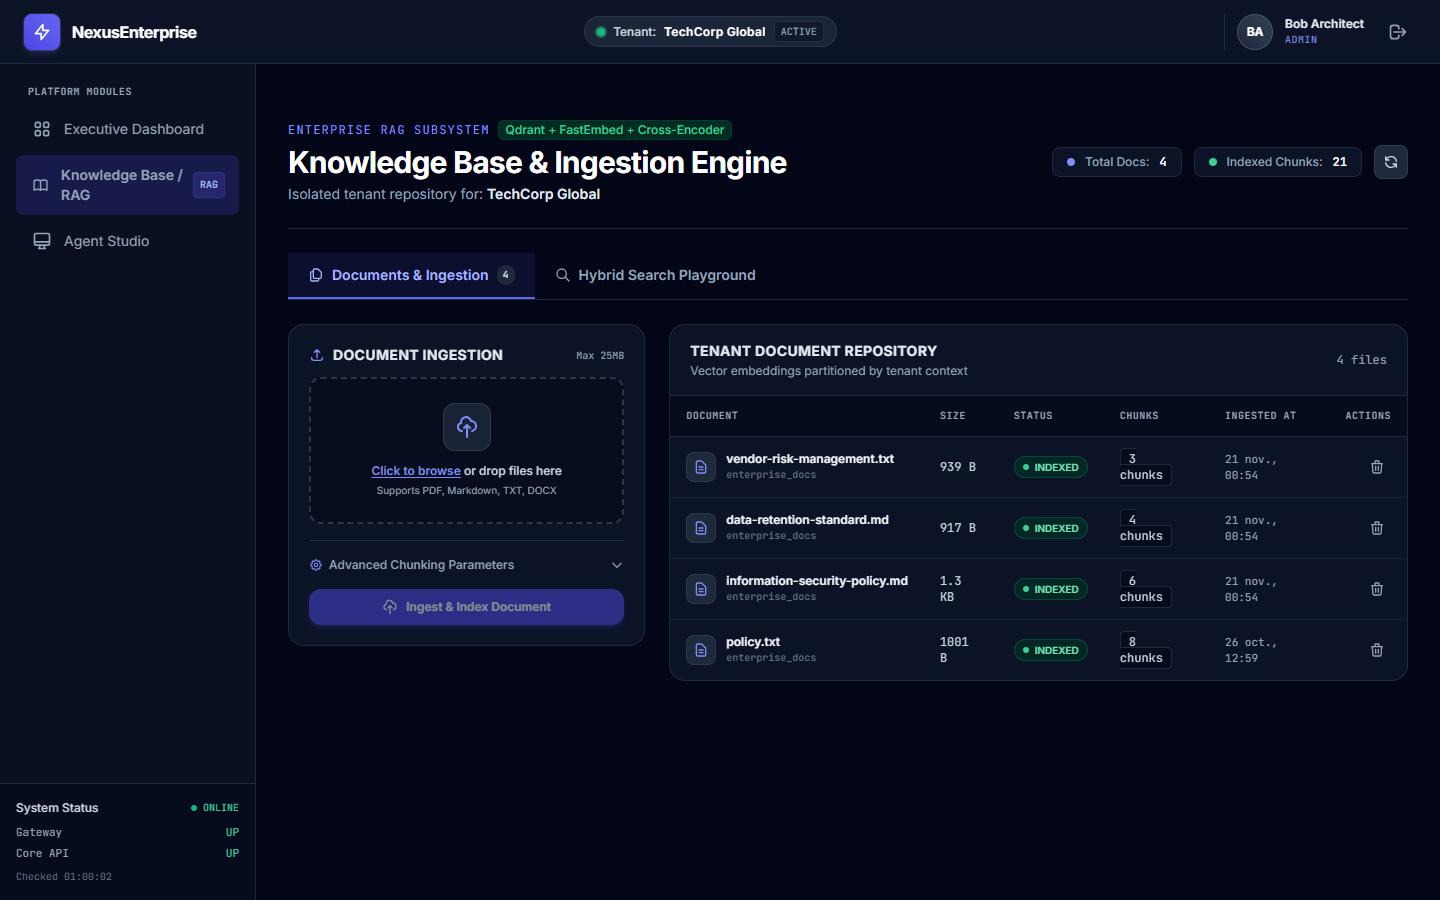 NexusEnterprise
Tenant: TechCorp Global ACTIVE
BA
Bob Architect
ADMIN
PLATFORM MODULES
Executive Dashboard
Knowledge Base / RAG
RAG
Agent Studio
System Status
ONLINE
Gateway UP
Core API UP
Checked 01:00:02
ENTERPRISE RAG SUBSYSTEM Qdrant + FastEmbed + Cross-Encoder
Knowledge Base & Ingestion Engine
Isolated tenant repository for: TechCorp Global
Total Docs: 4
Indexed Chunks: 21
Documents & Ingestion 4
Hybrid Search Playground
DOCUMENT INGESTION Max 25MB
Click to browse or drop files here
Supports PDF, Markdown, TXT, DOCX
Advanced Chunking Parameters
Ingest & Index Document
TENANT DOCUMENT REPOSITORY
Vector embeddings partitioned by tenant context
4 files
DOCUMENT SIZE STATUS CHUNKS INGESTED AT ACTIONS
vendor-risk-management.txt
enterprise_docs
939 B
INDEXED
3
chunks
21 nov.,
00:54
data-retention-standard.md
enterprise_docs
917 B
INDEXED
4
chunks
21 nov.,
00:54
information-security-policy.md
enterprise_docs
1.3
KB
INDEXED
6
chunks
21 nov.,
00:54
policy.txt
enterprise_docs
1001
B
INDEXED
8
chunks
26 oct.,
12:59